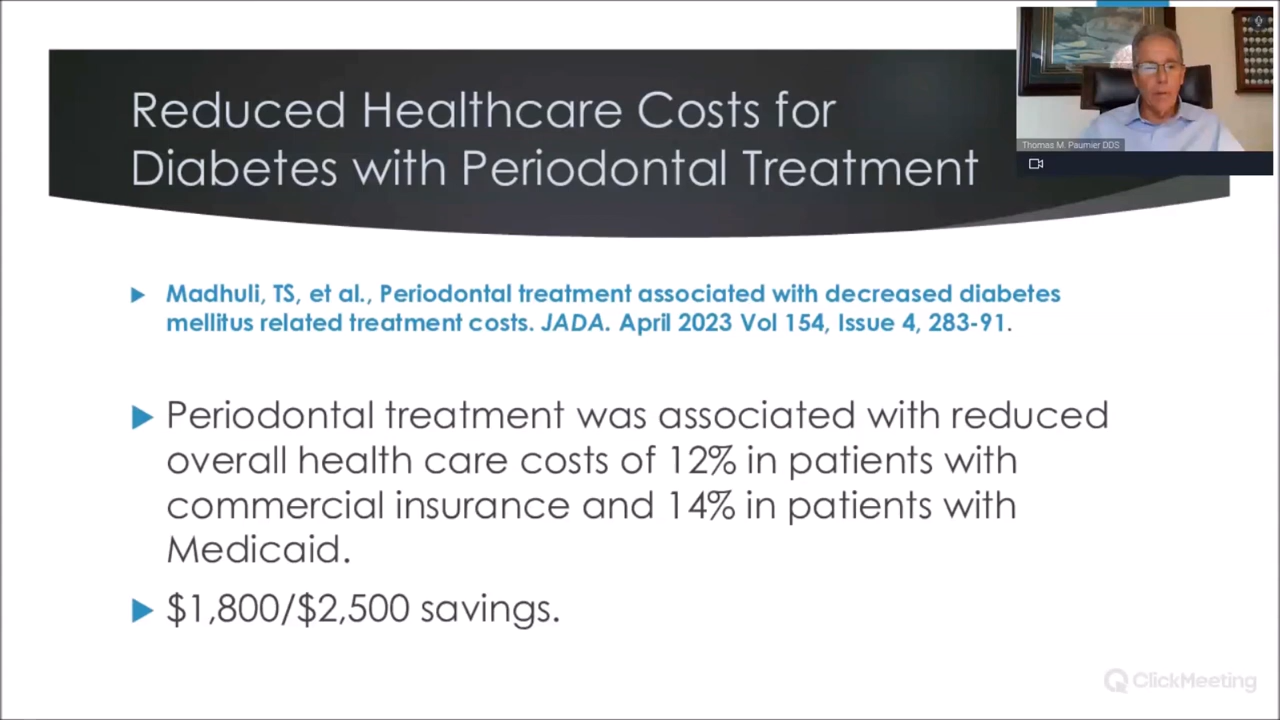 Reduced Healthcare Costs for
Diabetes with Periodontal Treatment
Thomas M. Paumier DDS
Madhuli, TS, et al., Periodontal treatment associated with decreased diabetes
mellitus related treatment costs. JADA. April 2023 Vol 154, Issue 4, 283-91.
Periodontal treatment was associated with reduced
overall health care costs of 12% in patients with
commercial insurance and 14% in patients with
Medicaid.
$1,800/$2,500 savings.
ClickMeeting